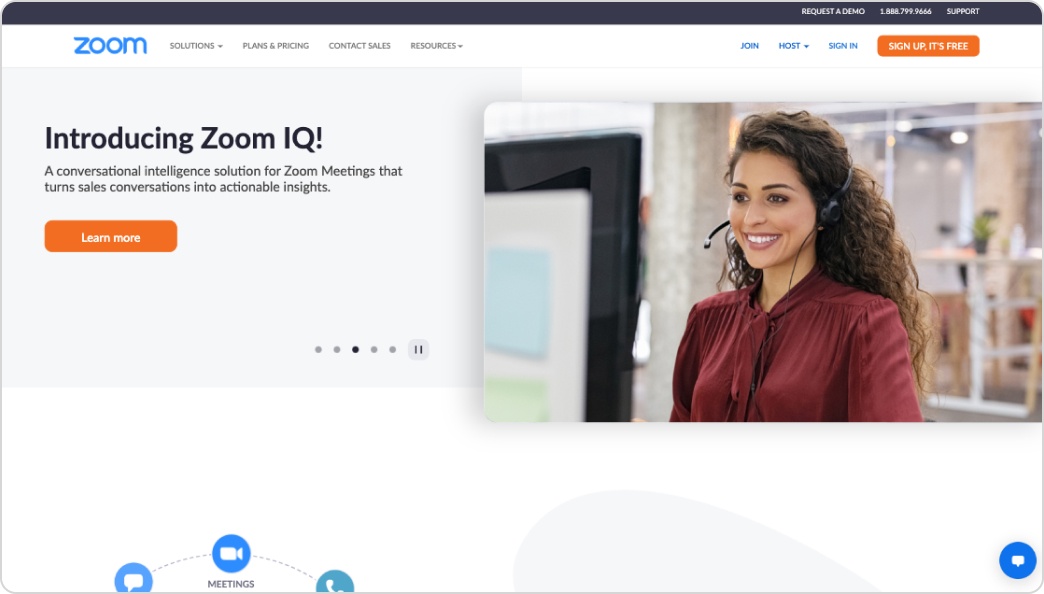 REQUEST A DEMO 1.888.799.9666 SUPPORT
zoom SOLUTIONS PLANS & PRICING CONTACT SALES RESOURCES JOIN HOST SIGN IN SIGN UP, IT'S FREE
Introducing Zoom IQ!
A conversational intelligence solution for Zoom Meetings that
turns sales conversations into actionable insights.
Learn more
MEETINGS